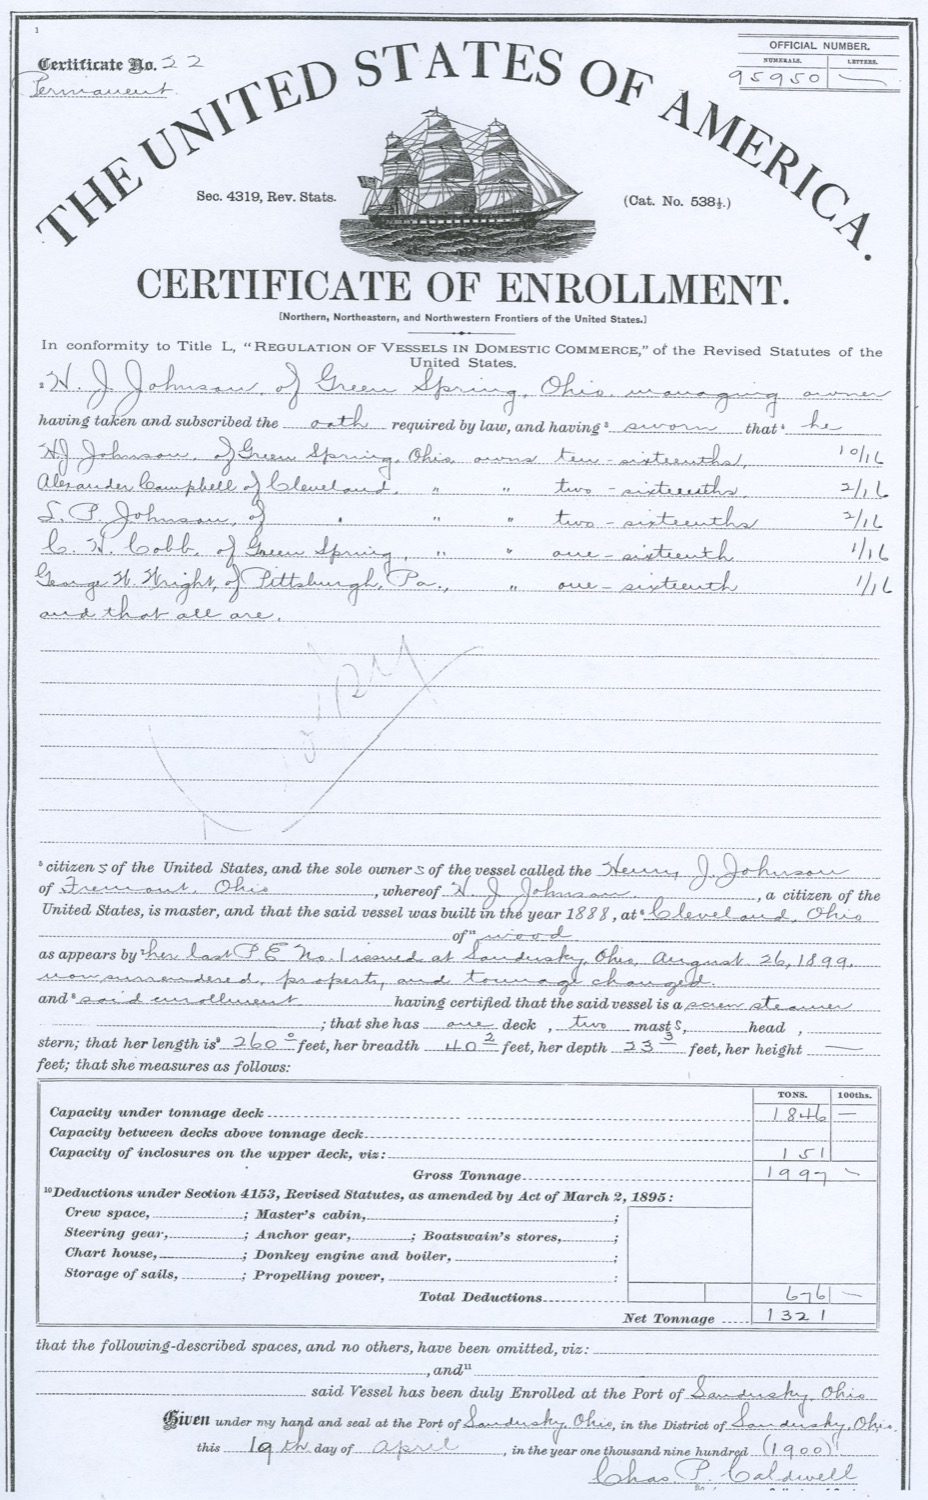 1
Certificate No. 22
Permanent
OFFICIAL NUMBER.
NUMERALS. LETTERS.
95950 —
THE UNITED STATES OF AMERICA.
Sec. 4319, Rev. Stats.
(Cat. No. 538½.)
CERTIFICATE OF ENROLLMENT.
[Northern, Northeastern, and Northwestern Frontiers of the United States.]
In conformity to Title L, "REGULATION OF VESSELS IN DOMESTIC COMMERCE," of the Revised Statutes of the
United States.
H. J. Johnson, of Green Spring, Ohio, managing owner
having taken and subscribed the oath required by law, and having sworn that he
H. J. Johnson, of Green Spring, Ohio, owns ten-sixteenths, 10/16
Alexander Campbell of Cleveland, " " two-sixteenths, 2/16
S. P. Johnson, of " " " two-sixteenths 2/16
C. H. Cobb, of Green Spring, " " one-sixteenth 1/16
George W. Wright, of Pittsburgh, Pa., " " one-sixteenth 1/16
and that all are.
Copy
citizens of the United States, and the sole owners of the vessel called the Henry J. Johnson
of Fremont, Ohio, whereof H. J. Johnson, a citizen of the
United States, is master, and that the said vessel was built in the year 1888, at Cleveland, Ohio
of wood
as appears by her last P. E. No. 1 issued at Sandusky, Ohio, August 26, 1899,
now surrendered, property and tonnage changed.
and said enrollment having certified that the said vessel is a screw steamer
; that she has one deck, two masts, head,
stern; that her length is 260 0 feet, her breadth 40 2 feet, her depth 23 3 feet, her height —
feet; that she measures as follows:
TONS. 100ths.
Capacity under tonnage deck 1846 —
Capacity between decks above tonnage deck
Capacity of inclosures on the upper deck, viz: 151
Gross Tonnage 1997 —
10 Deductions under Section 4153, Revised Statutes, as amended by Act of March 2, 1895:
Crew space, ; Master's cabin, ;
Steering gear, ; Anchor gear, ; Boatswain's stores, ;
Chart house, ; Donkey engine and boiler, ;
Storage of sails, ; Propelling power, :
Total Deductions 676 —
Net Tonnage 1321
that the following-described spaces, and no others, have been omitted, viz:
, and 11
said Vessel has been duly Enrolled at the Port of Sandusky, Ohio
Given under my hand and seal at the Port of Sandusky, Ohio, in the District of Sandusky, Ohio
this 19th day of April, in the year one thousand nine hundred (1900)
Chas. P. Caldwell